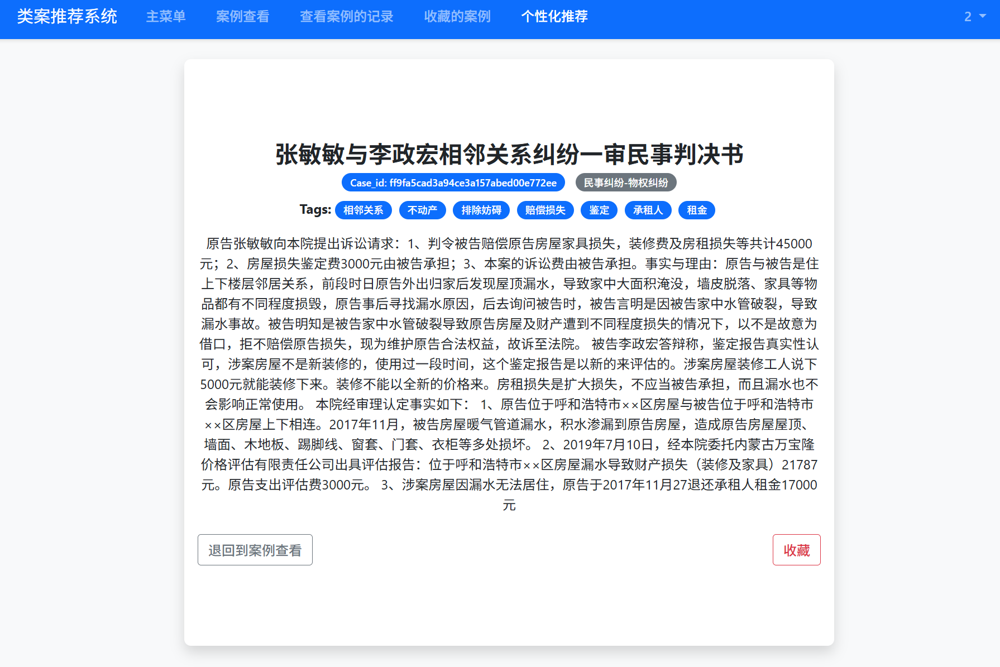 类案推荐系统 主菜单 案例查看 查看案例的记录 收藏的案例 个性化推荐 2
张敏敏与李政宏相邻关系纠纷一审民事判决书
Case_id: ff9fa5cad3a94ce3a157abed00e772ee 民事纠纷-物权纠纷
Tags: 相邻关系 不动产 排除妨碍 赔偿损失 鉴定 承租人 租金
原告张敏敏向本院提出诉讼请求：1、判令被告赔偿原告房屋家具损失，装修费及房租损失等共计45000
元；2、房屋损失鉴定费3000元由被告承担；3、本案的诉讼费由被告承担。事实与理由：原告与被告是住
上下楼层邻居关系，前段时日原告外出归家后发现屋顶漏水，导致家中大面积淹没，墙皮脱落、家具等物
品都有不同程度损毁，原告事后寻找漏水原因，后去询问被告时，被告言明是因被告家中水管破裂，导致
漏水事故。被告明知是被告家中水管破裂导致原告房屋及财产遭到不同程度损失的情况下，以不是故意为
借口，拒不赔偿原告损失，现为维护原告合法权益，故诉至法院。 被告李政宏答辩称，鉴定报告真实性认
可，涉案房屋不是新装修的，使用过一段时间，这个鉴定报告是以新的来评估的。涉案房屋装修工人说下
5000元就能装修下来。装修不能以全新的价格来。房租损失是扩大损失，不应当被告承担，而且漏水也不
会影响正常使用。 本院经审理认定事实如下： 1、原告位于呼和浩特市××区房屋与被告位于呼和浩特市
××区房屋上下相连。2017年11月，被告房屋暖气管道漏水，积水渗漏到原告房屋，造成原告房屋屋顶、
墙面、木地板、踢脚线、窗套、门套、衣柜等多处损坏。 2、2019年7月10日，经本院委托内蒙古万宝隆
价格评估有限责任公司出具评估报告：位于呼和浩特市××区房屋漏水导致财产损失（装修及家具）21787
元。原告支出评估费3000元。 3、涉案房屋因漏水无法居住，原告于2017年11月27退还承租人租金17000
元
退回到案例查看 收藏